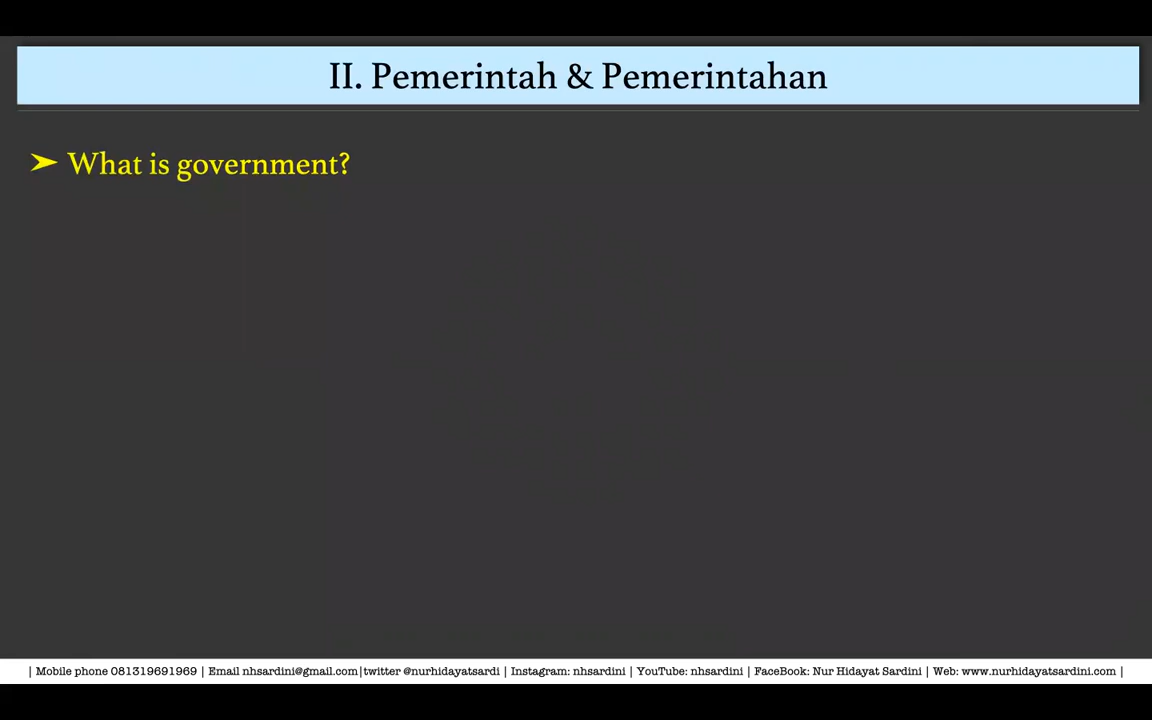 II. Pemerintah & Pemerintahan
➤ What is government?
| Mobile phone 081319691969 | Email nhsardini@gmail.com|twitter @nurhidayatsardi | Instagram: nhsardini | YouTube: nhsardini | FaceBook: Nur Hidayat Sardini | Web: www.nurhidayatsardini.com |